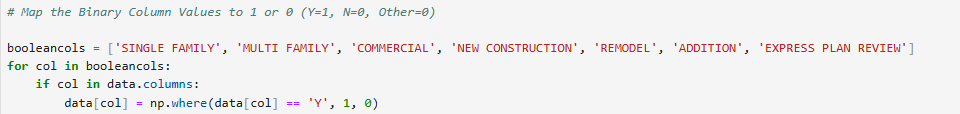 # Map the Binary Column Values to 1 or 0 (Y=1, N=0, Other=0)
booleancols = ['SINGLE FAMILY', 'MULTI FAMILY', 'COMMERCIAL', 'NEW CONSTRUCTION', 'REMODEL', 'ADDITION', 'EXPRESS PLAN REVIEW']
for col in booleancols:
    if col in data.columns:
        data[col] = np.where(data[col] == 'Y', 1, 0)